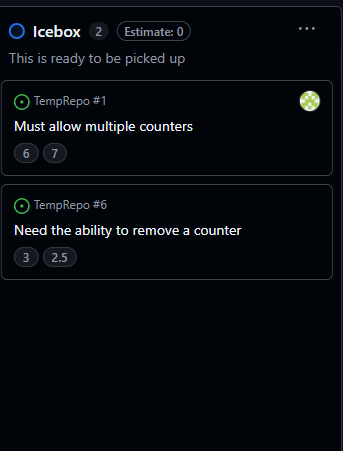 Icebox 2 Estimate: 0 ...
This is ready to be picked up
TempRepo #1
Must allow multiple counters
6 7
TempRepo #6
Need the ability to remove a counter
3 2.5